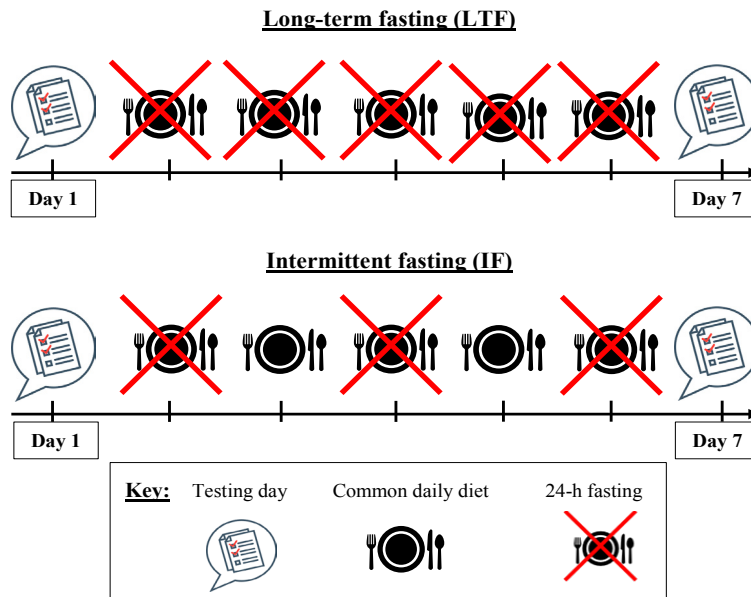 Long-term fasting (LTF)
Day 1
Day 7
Intermittent fasting (IF)
Day 1
Day 7
Key: Testing day Common daily diet 24-h fasting